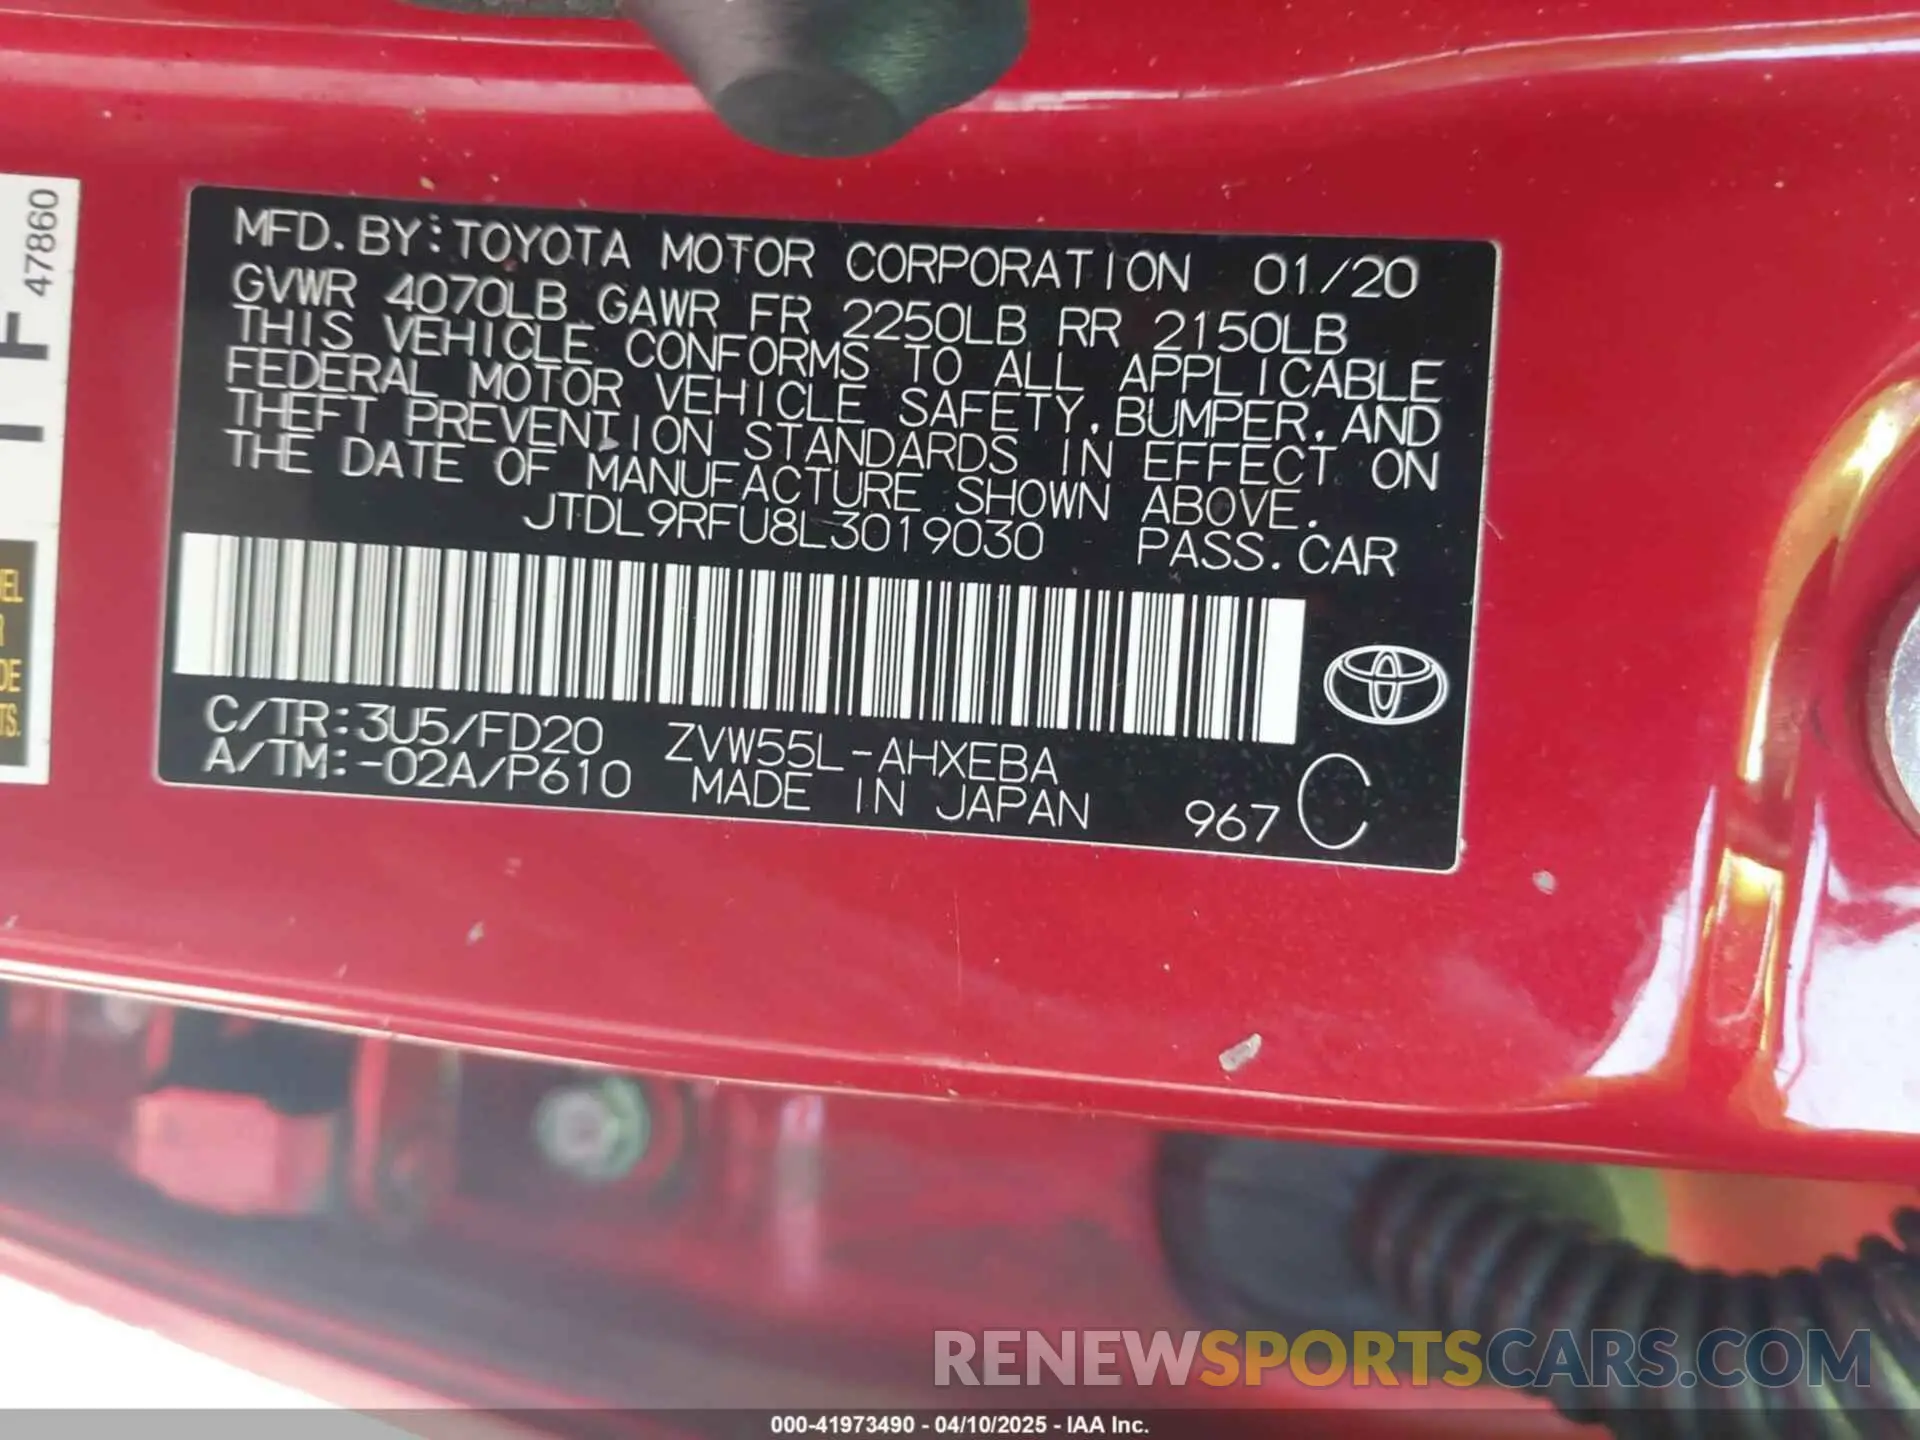 47860
TF
MFD. BY: TOYOTA MOTOR CORPORATION 01/20
GVWR 4070LB GAWR FR 2250LB RR 2150LB
THIS VEHICLE CONFORMS TO ALL APPLICABLE
FEDERAL MOTOR VEHICLE SAFETY, BUMPER, AND
THEFT PREVENTION STANDARDS IN EFFECT ON
THE DATE OF MANUFACTURE SHOWN ABOVE.
JTDL9RFU8L3019030 PASS. CAR
C/TR:3U5/FD20 ZVW55L-AHXEBA
A/TM:-02A/P610 MADE IN JAPAN 967 C
RENEWSPORTSCARS.COM
000-41973490 - 04/10/2025 - IAA Inc.